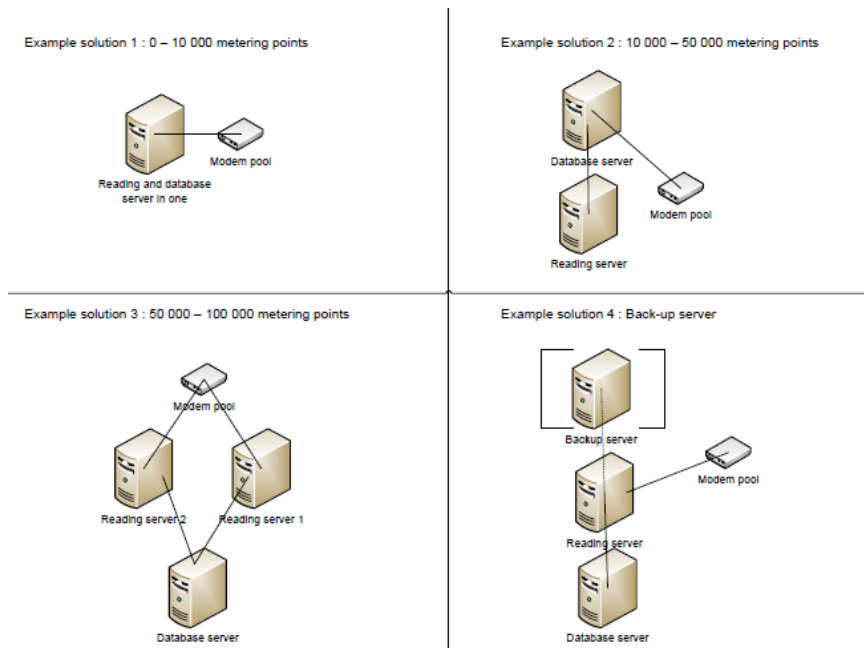 Example solution 1 : 0 – 10 000 metering points
Modem pool
Reading and database
server in one
Example solution 2 : 10 000 – 50 000 metering points
Database server
Modem pool
Reading server
Example solution 3 : 50 000 – 100 000 metering points
Modem pool
Reading server 2
Reading server 1
Database server
Example solution 4 : Back-up server
Backup server
Modem pool
Reading server
Database server